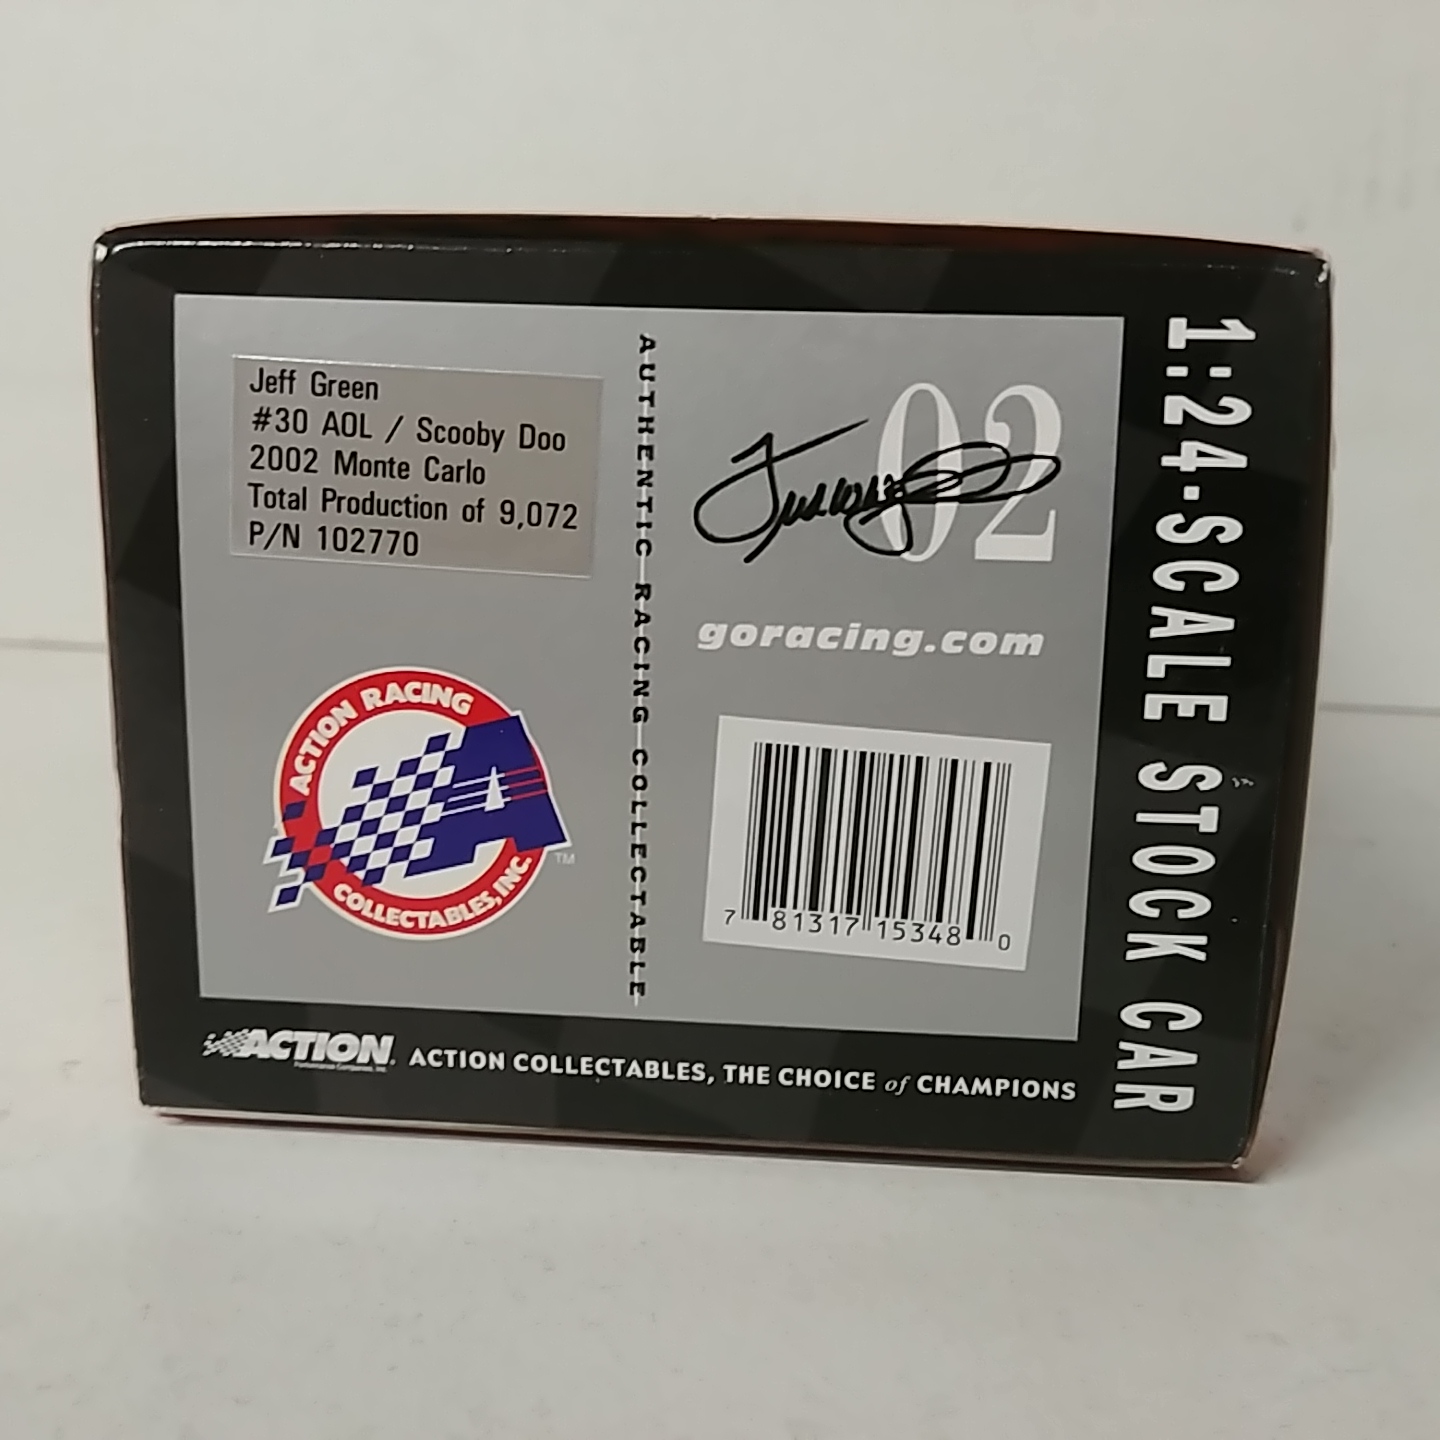 Jeff Green
#30 AOL / Scooby Doo
2002 Monte Carlo
Total Production of 9,072
P/N 102770
ACTION RACING
COLLECTABLES, INC.
TM
AUTHENTIC RACING COLLECTABLE
02
goracing.com
7 81317 15348 0
1:24-SCALE STOCK CAR
ACTION
ACTION COLLECTABLES, THE CHOICE of CHAMPIONS